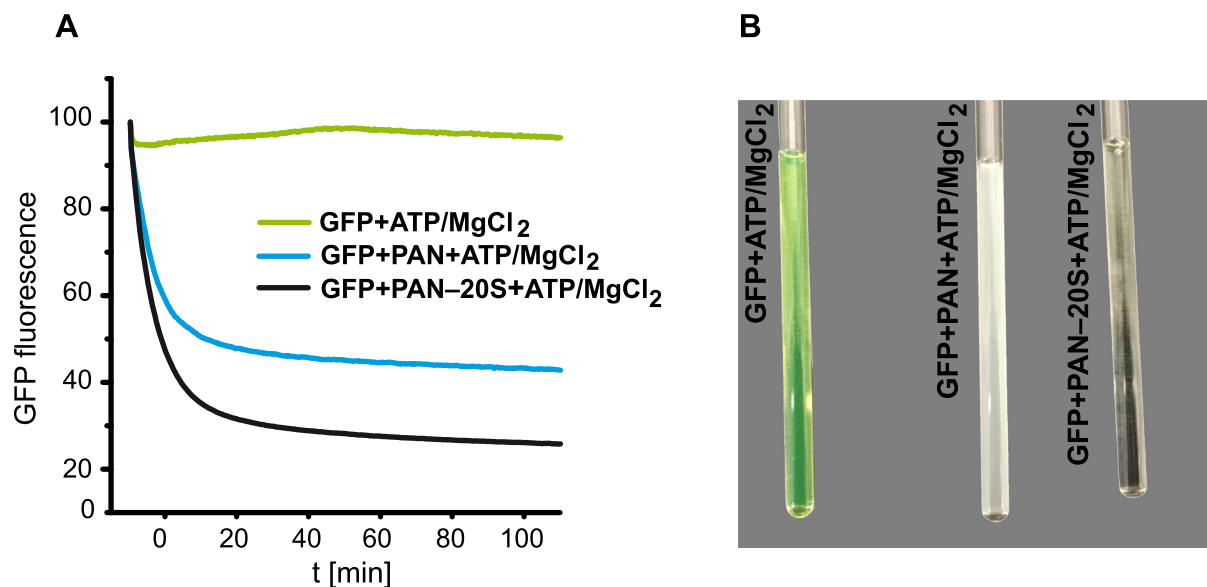 A
GFP fluorescence
100
80
60
40
20
0
0 20 40 60 80 100
t [min]
GFP+ATP/MgCl2
GFP+PAN+ATP/MgCl2
GFP+PAN–20S+ATP/MgCl2
B
GFP+ATP/MgCl2
GFP+PAN+ATP/MgCl2
GFP+PAN–20S+ATP/MgCl2